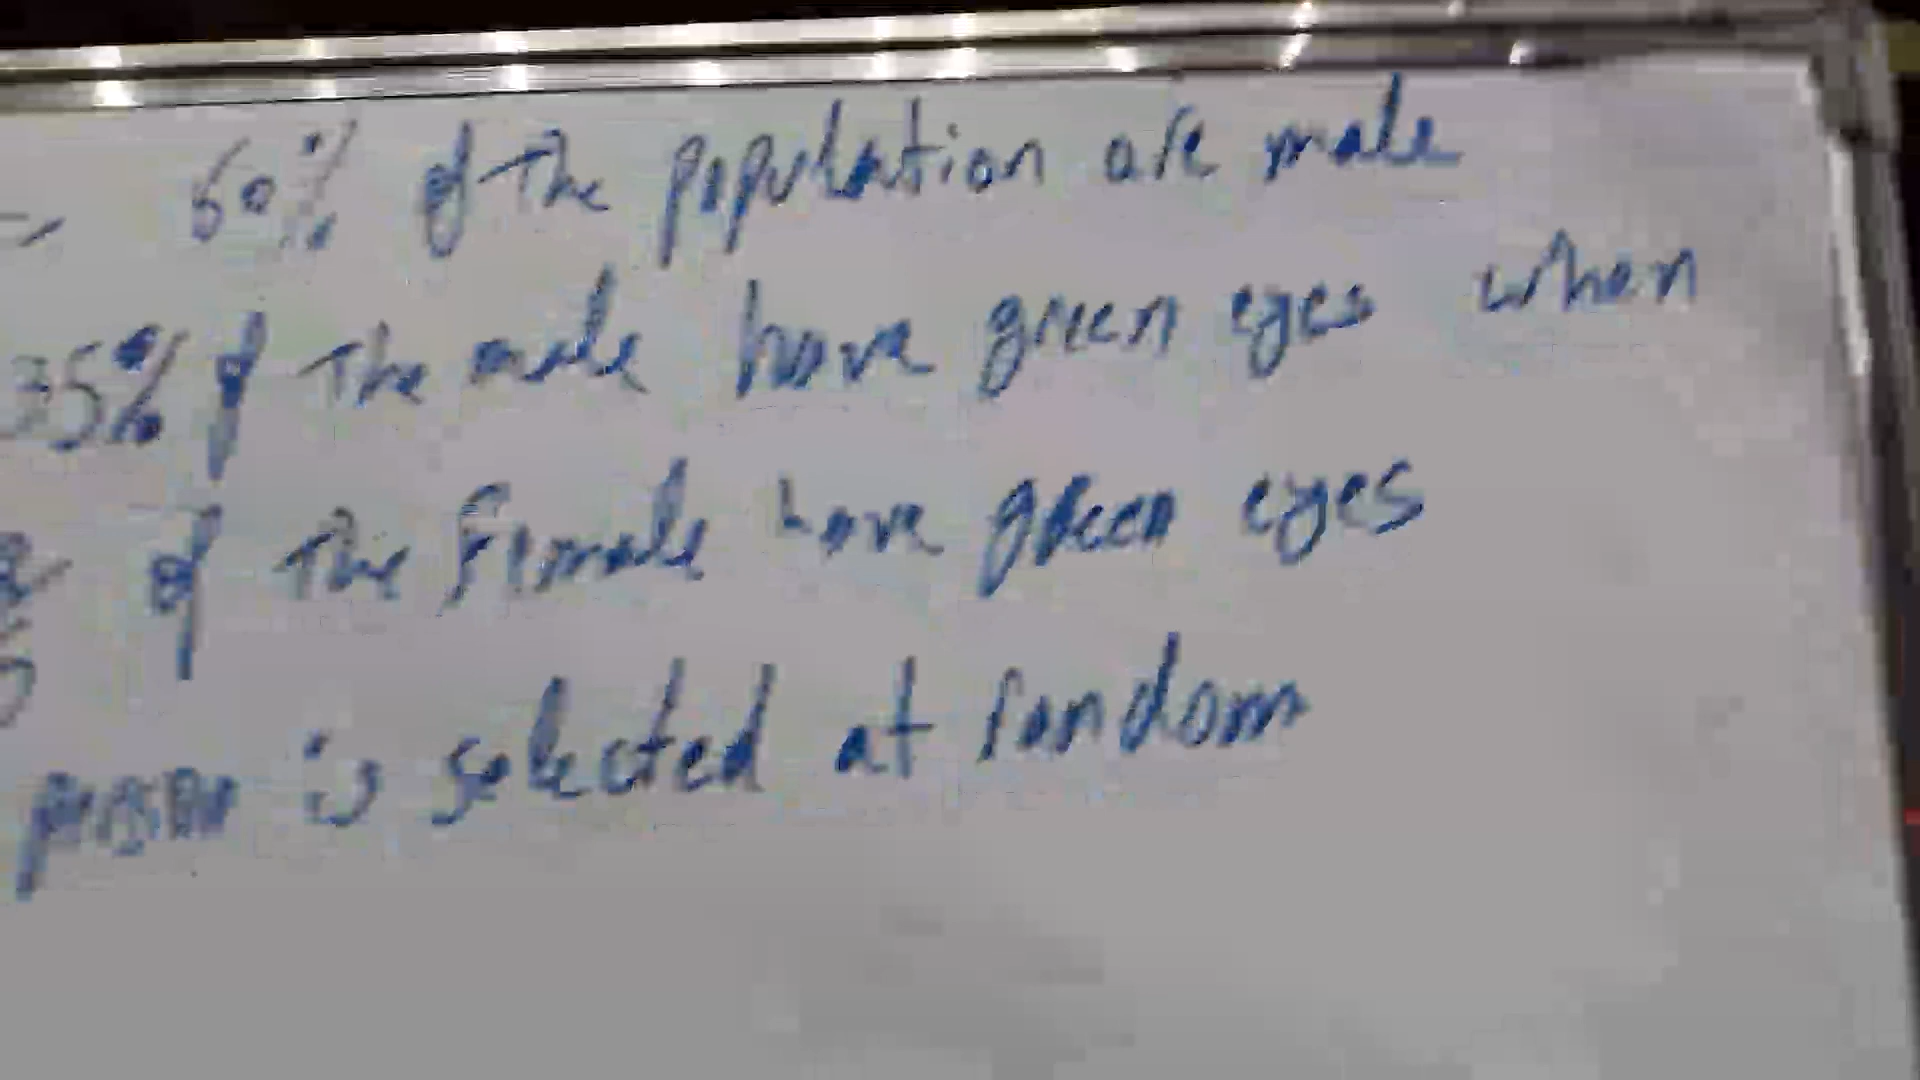 60% of the population are male
35% of the male have green eyes when
of the Female have green eyes
person is selected at random